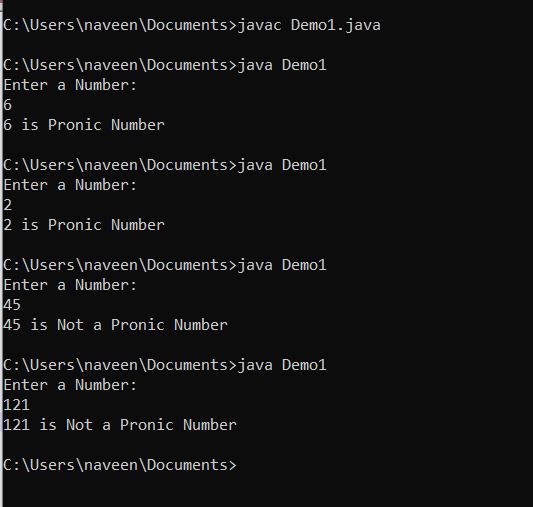 C:\Users\naveen\Documents>javac Demo1.java
C:\Users\naveen\Documents>java Demo1
Enter a Number:
6
6 is Pronic Number
C:\Users\naveen\Documents>java Demo1
Enter a Number:
2
2 is Pronic Number
C:\Users\naveen\Documents>java Demo1
Enter a Number:
45
45 is Not a Pronic Number
C:\Users\naveen\Documents>java Demo1
Enter a Number:
121
121 is Not a Pronic Number
C:\Users\naveen\Documents>